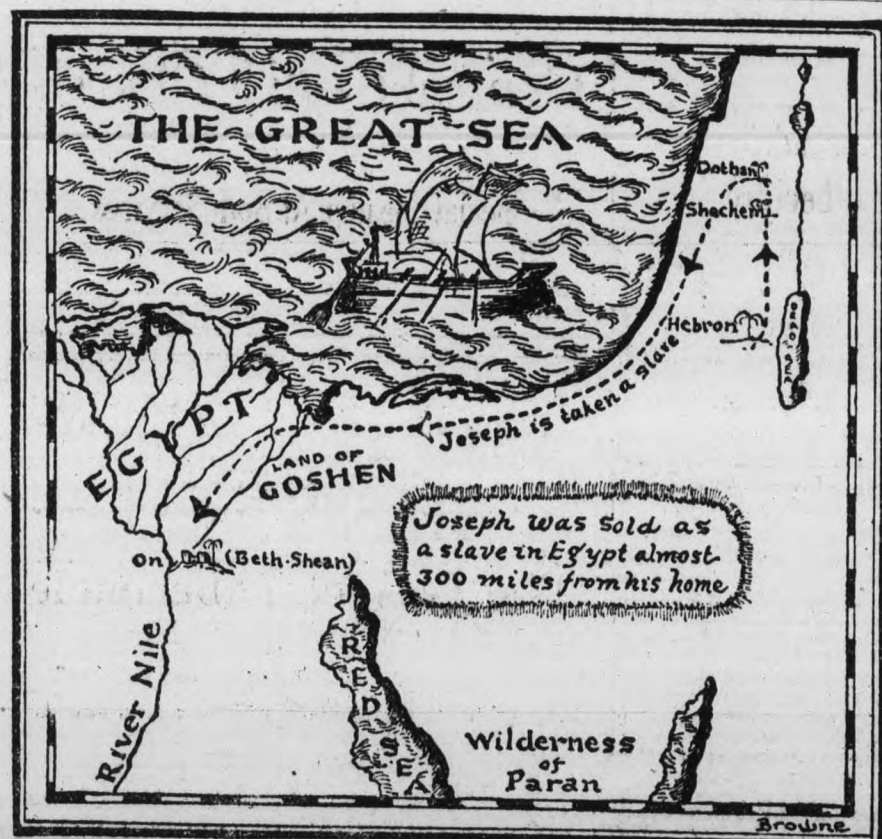 THE GREAT SEA
Dothan
Shechem
Hebron
DEAD SEA
Joseph is taken a slave
EGYPT
LAND OF
GOSHEN
Joseph was sold as
a slave in Egypt almost
300 miles from his home
On (Beth-Shean)
River Nile
RED SEA
Wilderness
of
Paran
Browne